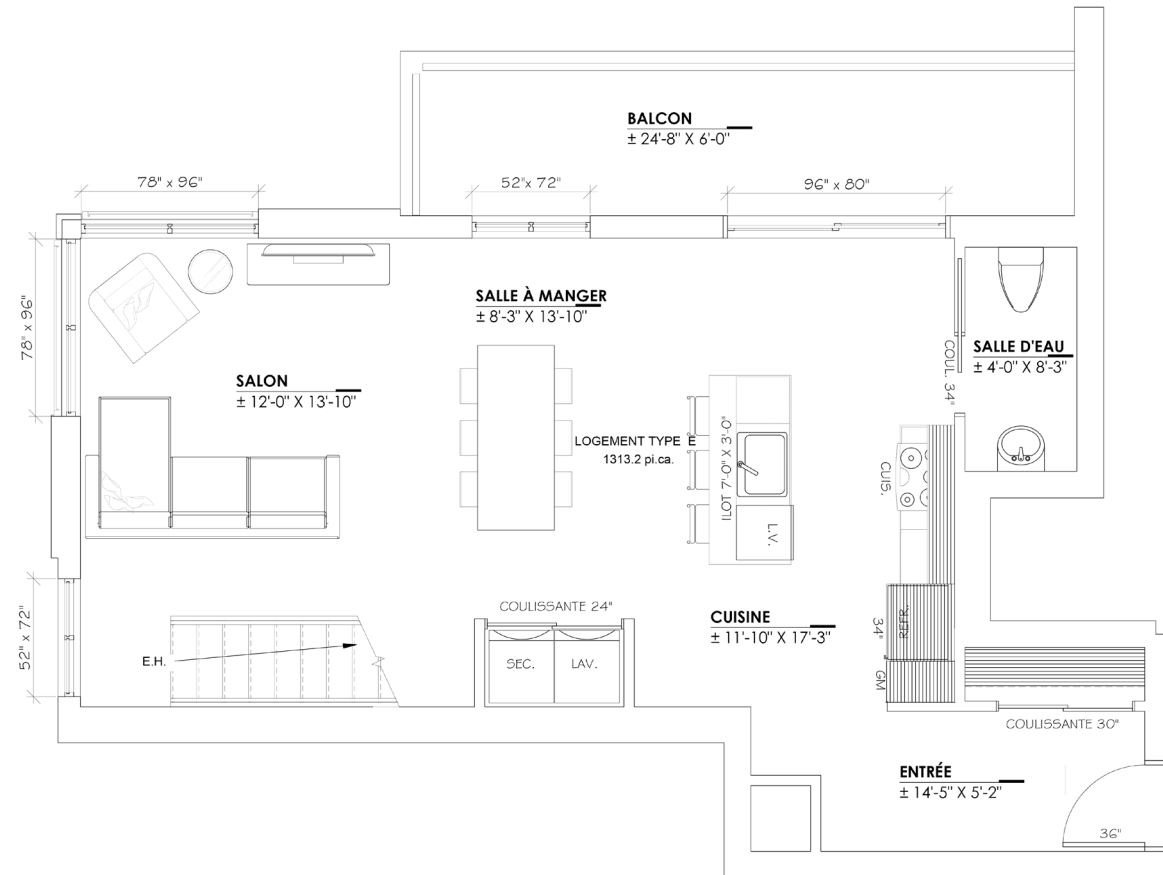 BALCON
± 24'-8" X 6'-0"
78" x 96"
52"x 72"
96" x 80"
78" x 96"
SALLE À MANGER
± 8'-3" X 13'-10"
SALON
± 12'-0" X 13'-10"
COUL. 34"
SALLE D'EAU
± 4'-0" X 8'-3"
LOGEMENT TYPE E
1313.2 pi.ca.
ILOT 7'-0" X 3'-0"
CUIS.
L.V.
52" x 72"
COULISSANTE 24"
E.H.
SEC.
LAV.
CUISINE
± 11'-10" X 17'-3"
34"
REFR.
GM
COULISSANTE 30"
ENTRÉE
± 14'-5" X 5'-2"
36"